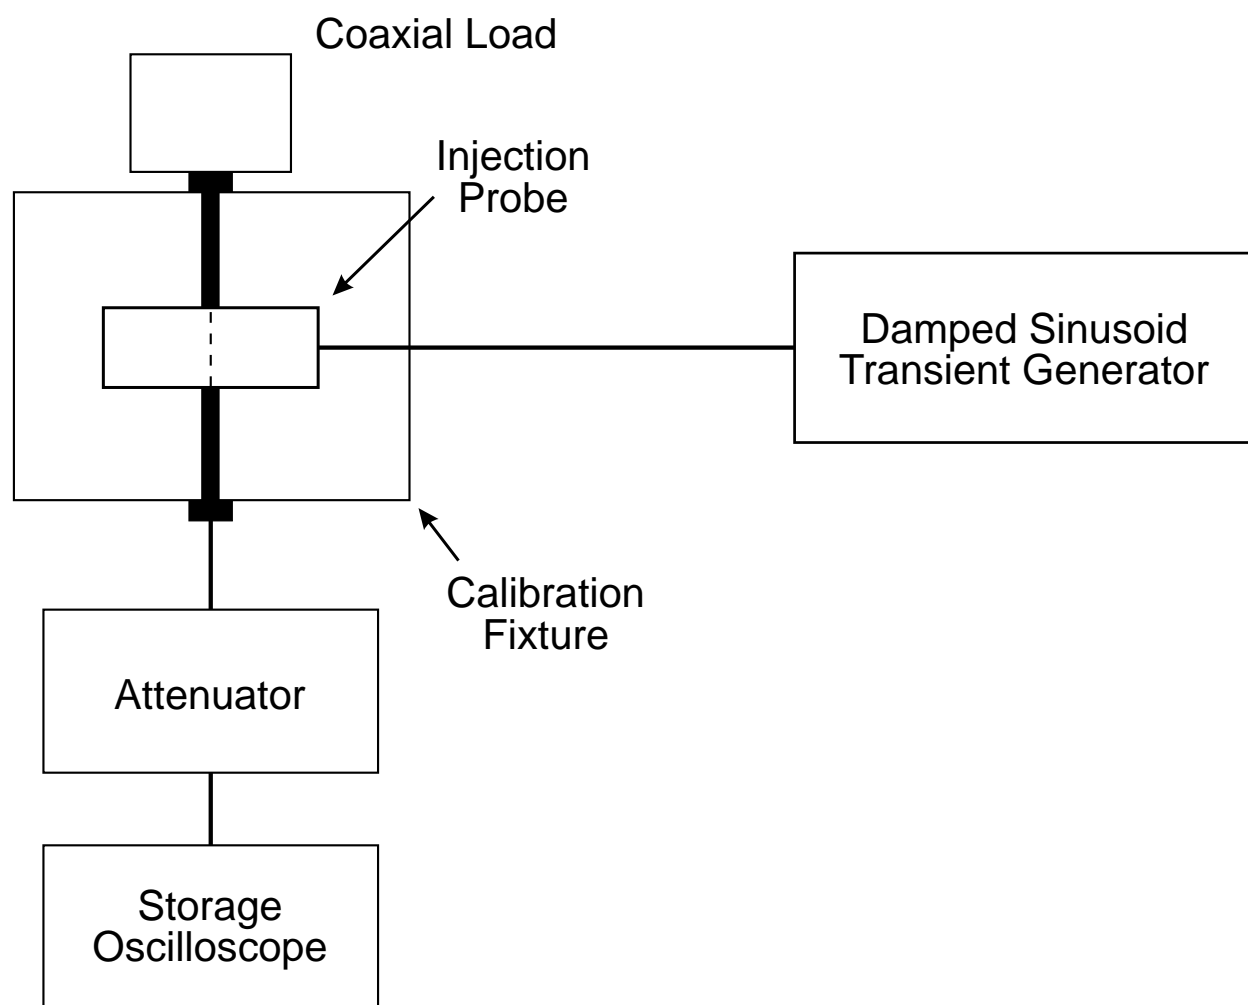 Coaxial Load
Injection
Probe
Damped Sinusoid
Transient Generator
Calibration
Fixture
Attenuator
Storage
Oscilloscope